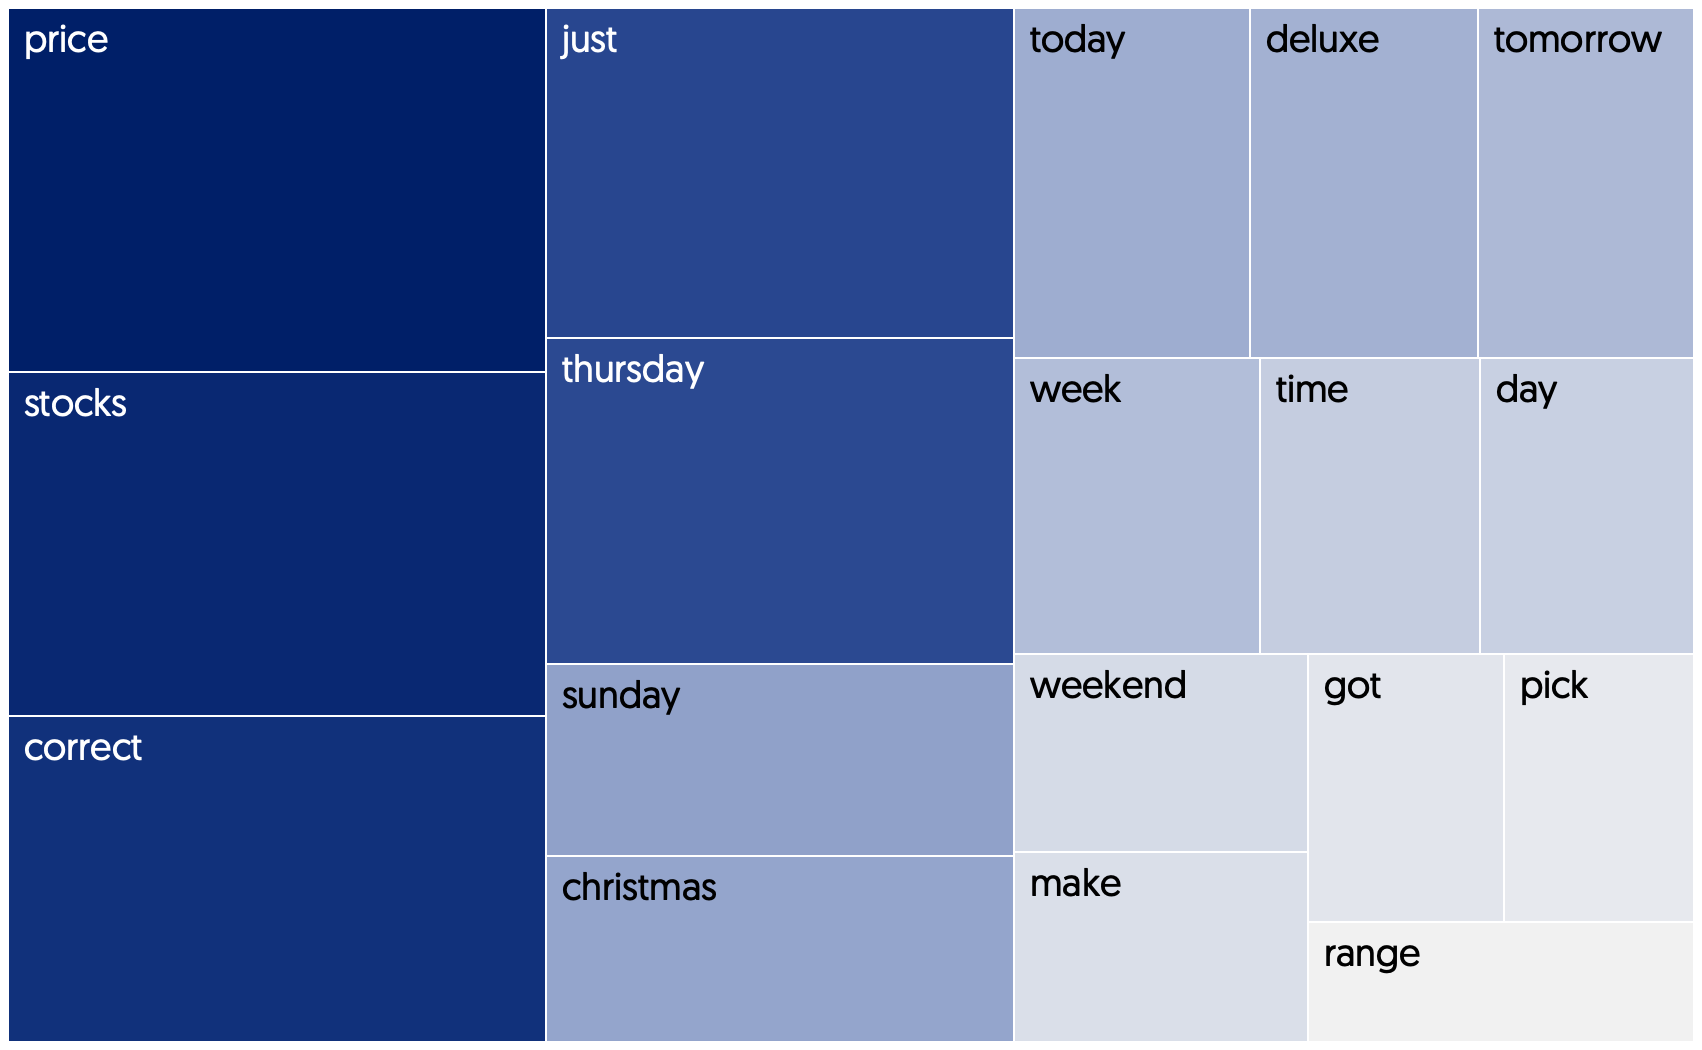 price
stocks
correct
just
thursday
sunday
christmas
today
deluxe
tomorrow
week
time
day
weekend
make
got
pick
range